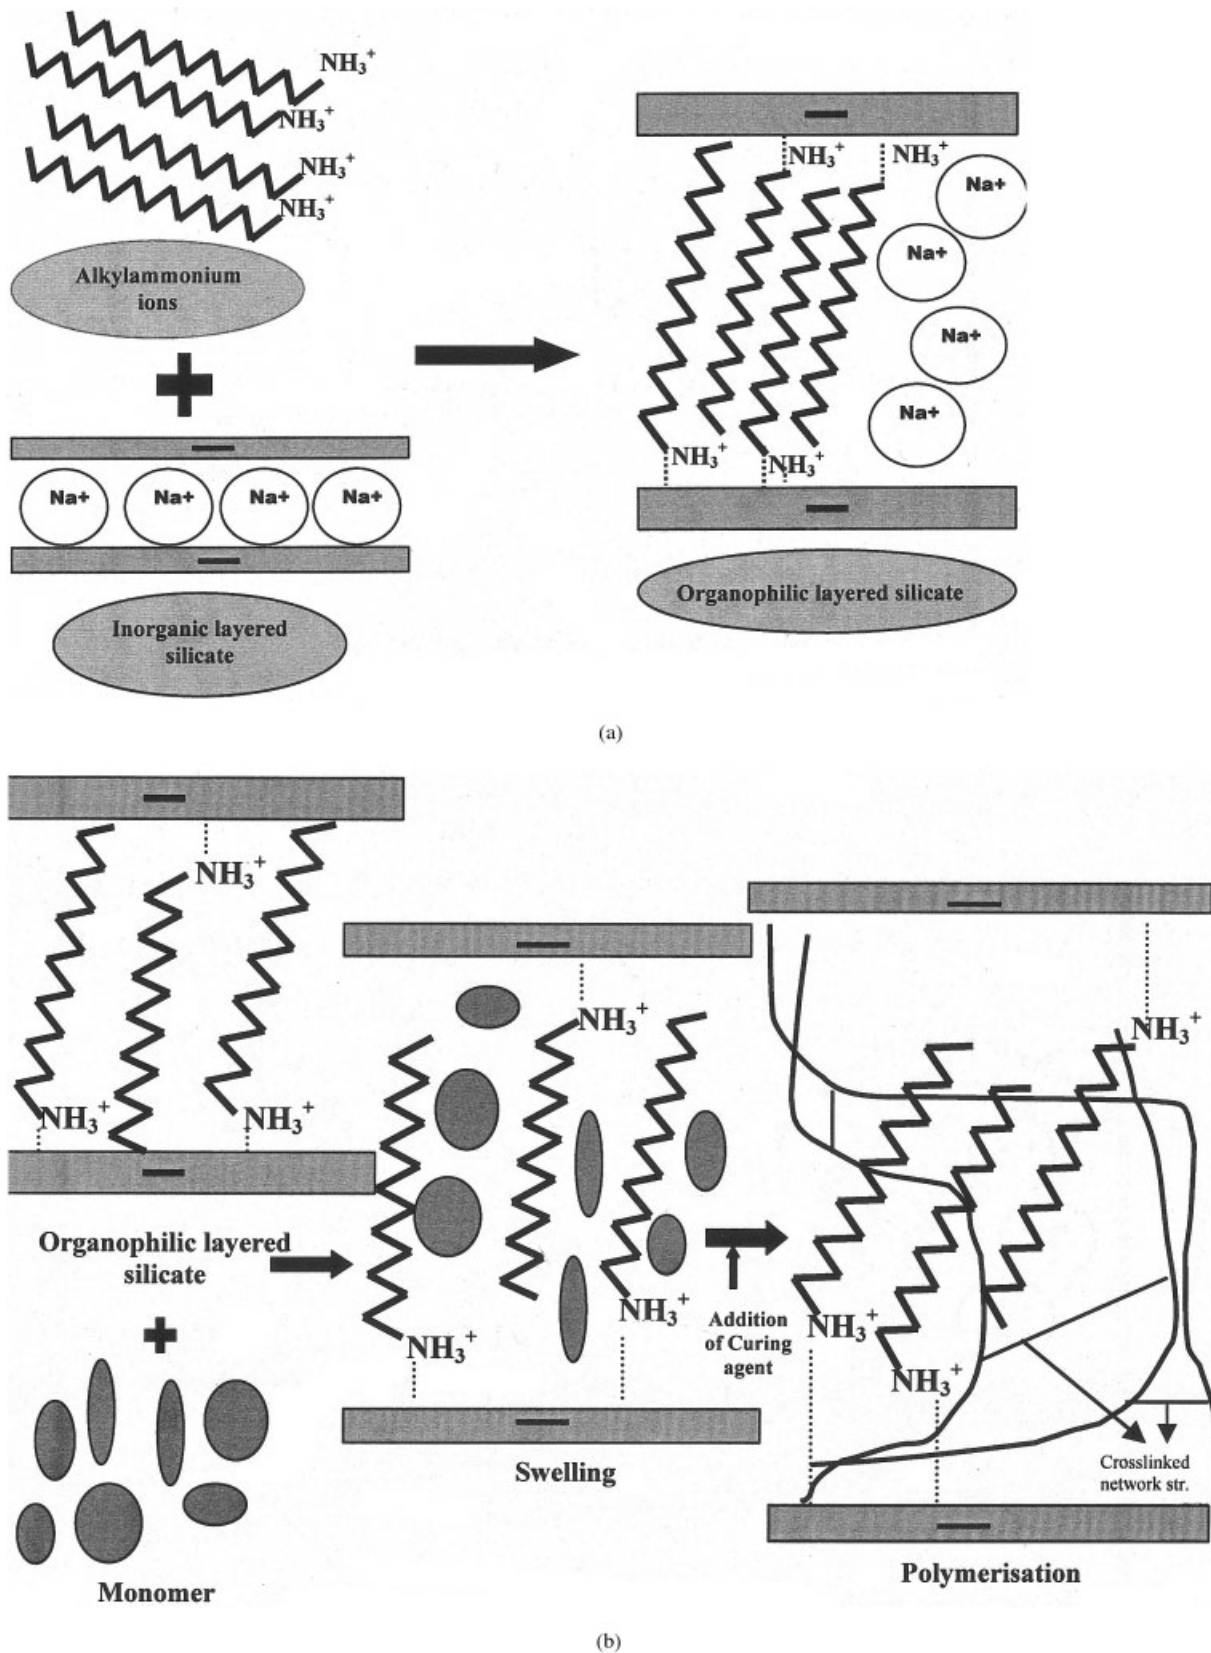 NH₃⁺
NH₃⁺
NH₃⁺
NH₃⁺
Alkylammonium
ions
Na+ Na+ Na+ Na+
Inorganic layered
silicate
NH₃⁺ NH₃⁺
Na+
Na+
Na+
Na+
NH₃⁺ NH₃⁺
Organophilic layered silicate
(a)
NH₃⁺
NH₃⁺ NH₃⁺
Organophilic layered
silicate
Monomer
NH₃⁺
NH₃⁺
NH₃⁺
Swelling
Addition
of Curing
agent
NH₃⁺
NH₃⁺
NH₃⁺
Crosslinked
network str.
Polymerisation
(b)